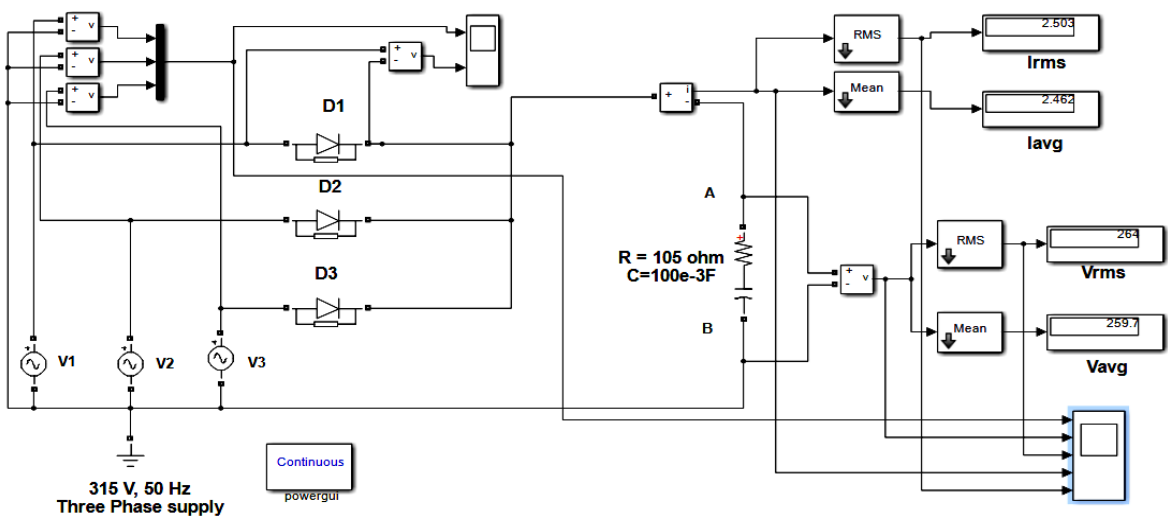 +
-
v
+
-
v
+
-
v
+
-
v
D1
D2
D3
+
i
-
RMS
2.503
Irms
Mean
2.462
Iavg
A
+
R = 105 ohm
C=100e-3F
B
+
-
v
RMS
264
Vrms
Mean
259.7
Vavg
+
V1
+
V2
+
V3
315 V, 50 Hz
Three Phase supply
Continuous
powergui